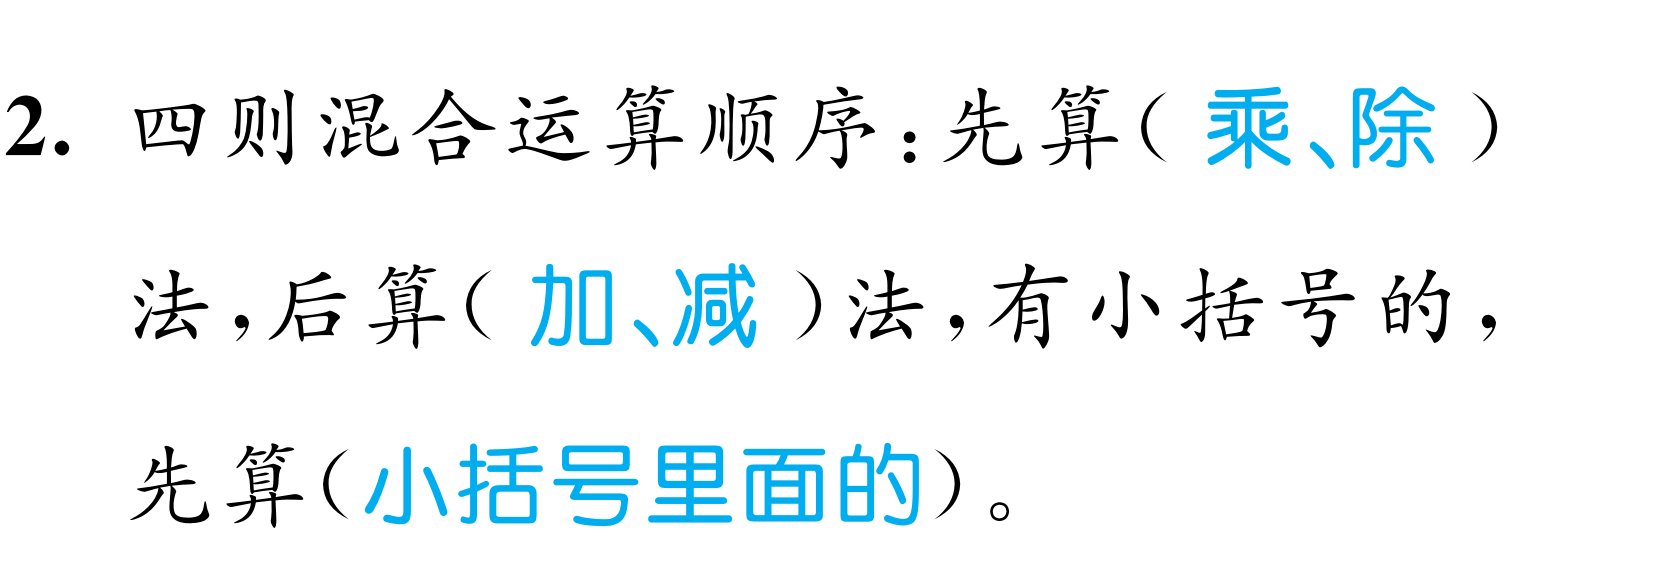 2. 四则混合运算顺序:先算( 乘、除 )
法,后算( 加、减 )法,有小括号的,
先算(小括号里面的)。